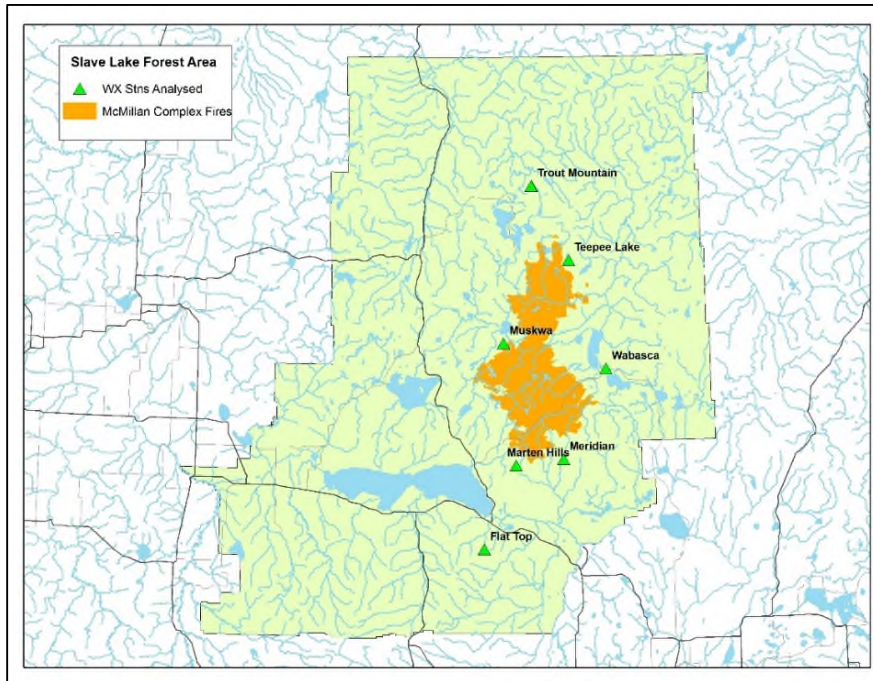 Slave Lake Forest Area
WX Stns Analysed
McMillan Complex Fires
Trout Mountain
Teepee Lake
Muskwa
Wabasca
Meridian
Marten Hills
Flat Top